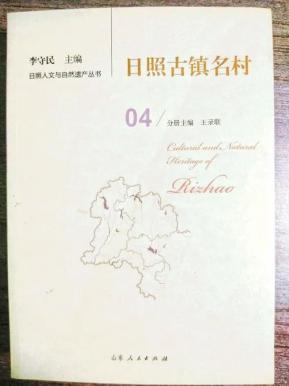 李守民 主编
日照人文与自然遗产丛书
日照古镇名村
04/分册主编 王录联
Cultural and Natural
Heritage of
Rizhao
山东人民出版社